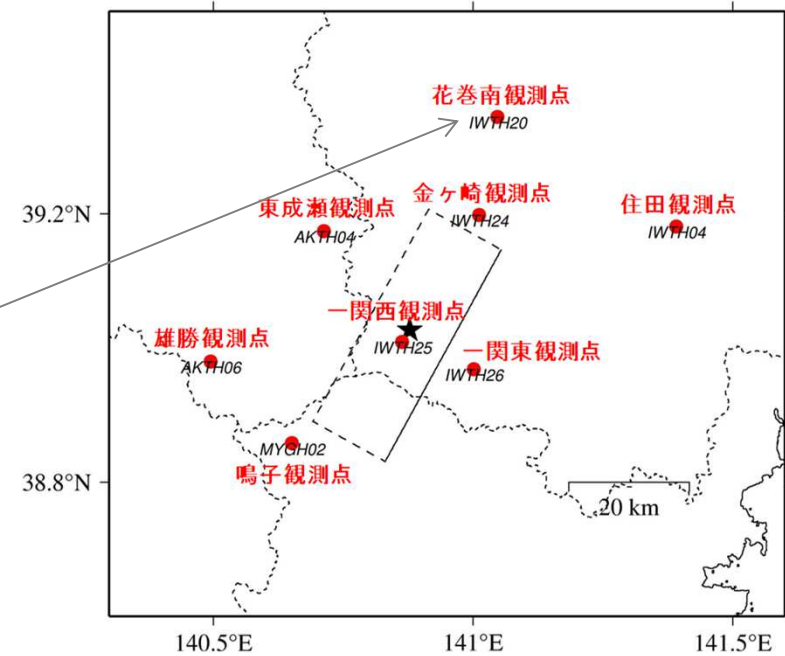 花巻南観測点
IWTH20
金ヶ崎観測点
39.2°N
東成瀬観測点
IWTH24
住田観測点
AKTH04
IWTH04
一関西観測点
雄勝観測点
IWTH25
一関東観測点
AKTH06
IWTH26
MYGH02
鳴子観測点
38.8°N
20 km
140.5°E
141°E
141.5°E